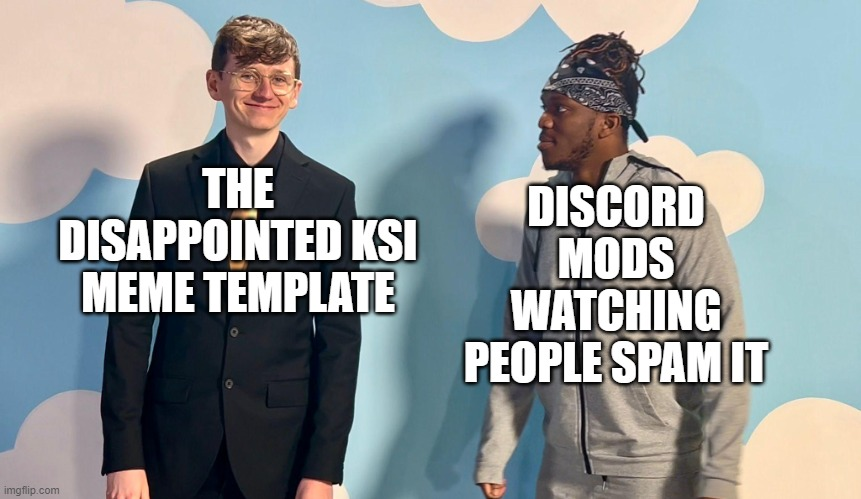 THE
DISAPPOINTED KSI
MEME TEMPLATE
DISCORD
MODS
WATCHING
PEOPLE SPAM IT
imgflip.com